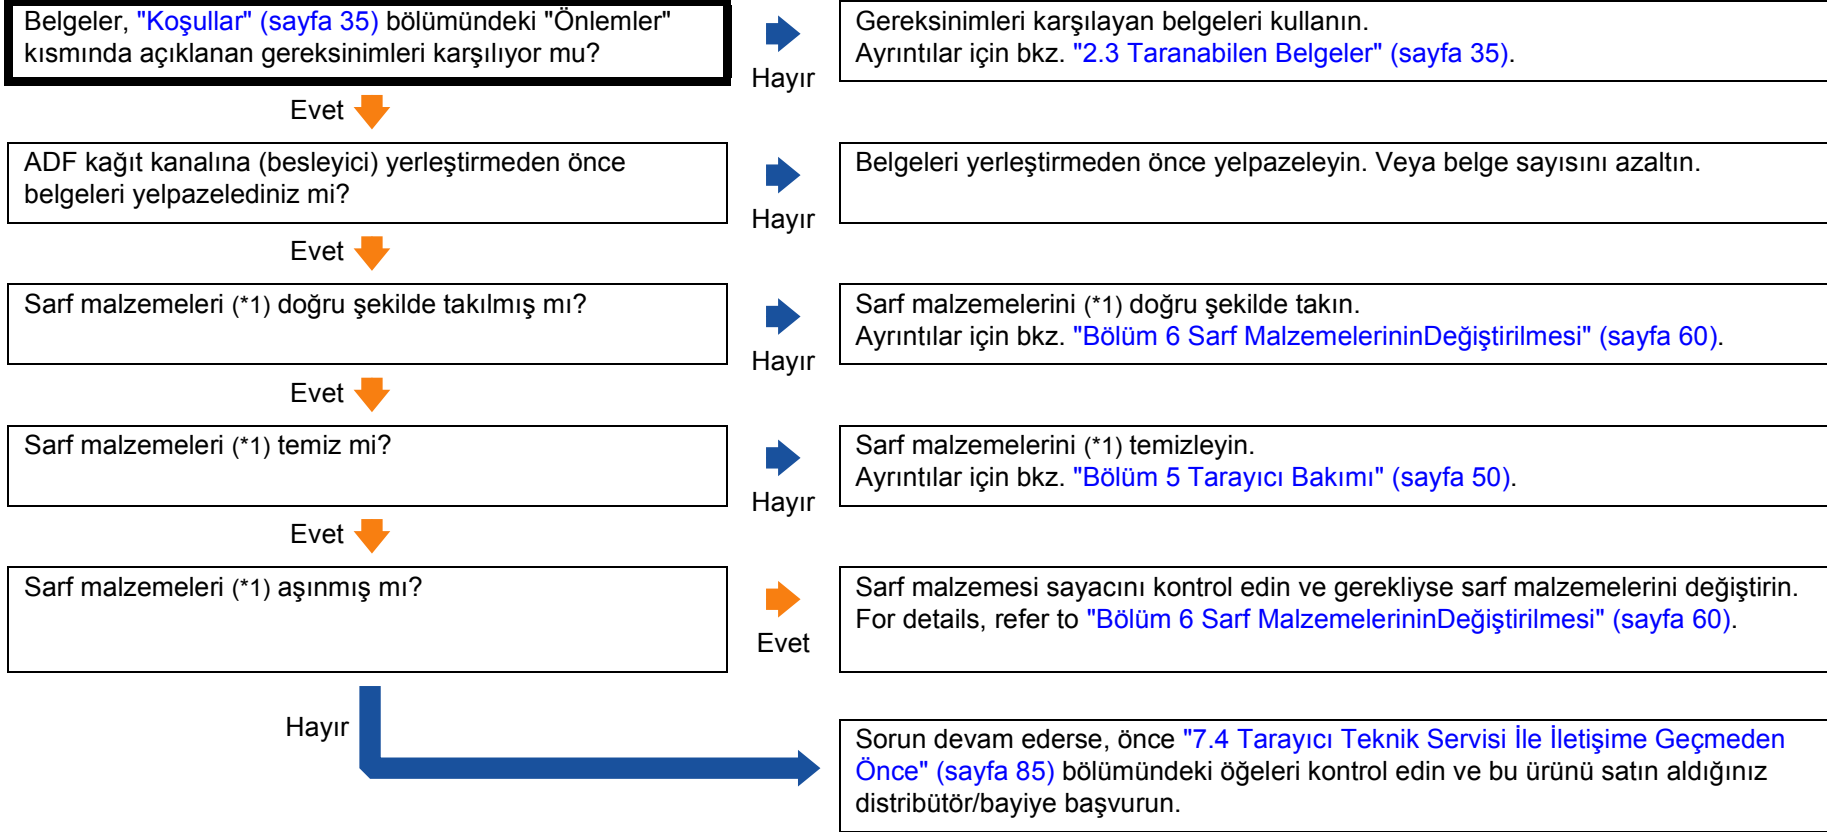 Belgeler, "Koşullar" (sayfa 35) bölümündeki "Önlemler"
kısmında açıklanan gereksinimleri karşılıyor mu?
Hayır
Gereksinimleri karşılayan belgeleri kullanın.
Ayrıntılar için bkz. "2.3 Taranabilen Belgeler" (sayfa 35).
Evet
ADF kağıt kanalına (besleyici) yerleştirmeden önce
belgeleri yelpazelediniz mi?
Hayır
Belgeleri yerleştirmeden önce yelpazeleyin. Veya belge sayısını azaltın.
Evet
Sarf malzemeleri (*1) doğru şekilde takılmış mı?
Hayır
Sarf malzemelerini (*1) doğru şekilde takın.
Ayrıntılar için bkz. "Bölüm 6 Sarf MalzemelerininDeğiştirilmesi" (sayfa 60).
Evet
Sarf malzemeleri (*1) temiz mi?
Hayır
Sarf malzemelerini (*1) temizleyin.
Ayrıntılar için bkz. "Bölüm 5 Tarayıcı Bakımı" (sayfa 50).
Evet
Sarf malzemeleri (*1) aşınmış mı?
Evet
Sarf malzemesi sayacını kontrol edin ve gerekliyse sarf malzemelerini değiştirin.
For details, refer to "Bölüm 6 Sarf MalzemelerininDeğiştirilmesi" (sayfa 60).
Hayır
Sorun devam ederse, önce "7.4 Tarayıcı Teknik Servisi İle İletişime Geçmeden
Önce" (sayfa 85) bölümündeki öğeleri kontrol edin ve bu ürünü satın aldığınız
distribütör/bayiye başvurun.